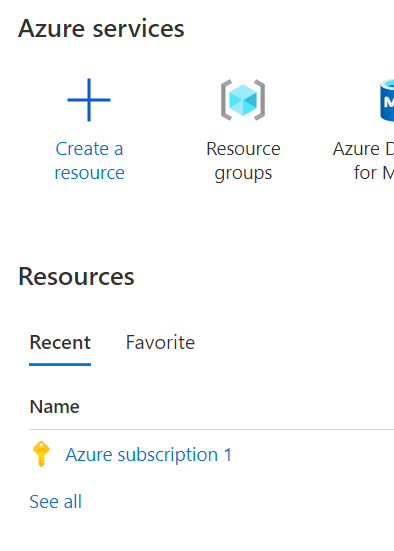 Azure services
Create a
resource
Resource
groups
Azure D
for M
Resources
Recent Favorite
Name
Azure subscription 1
See all